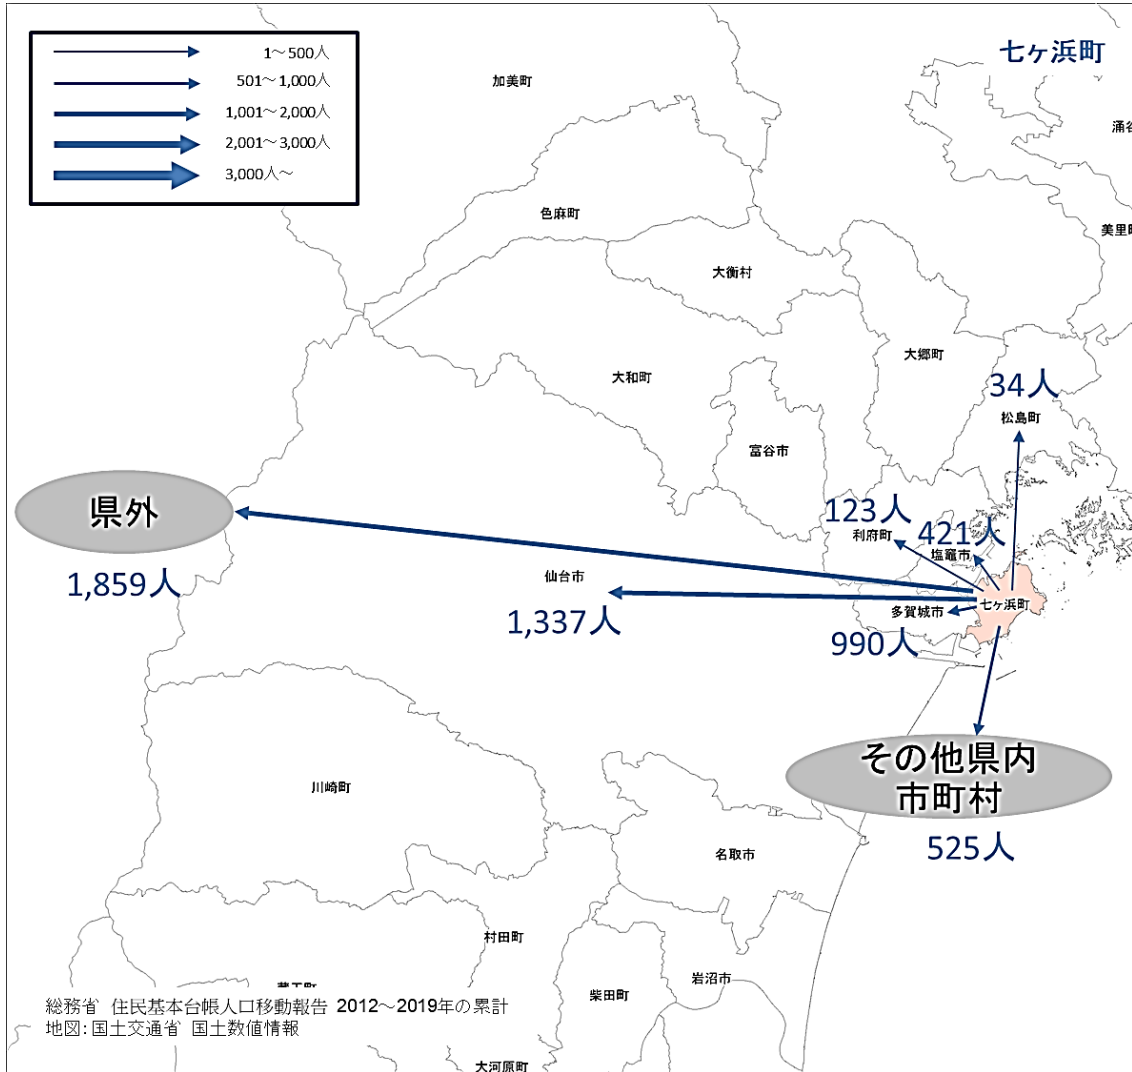 1～500人
501～1,000人
1,001～2,000人
2,001～3,000人
3,000人～
七ヶ浜町
加美町
色麻町
大衡村
大和町
大郷町
富谷市
34人
松島町
県外
1,859人
123人
利府町
421人
塩竈市
仙台市
1,337人
七ヶ浜町
多賀城市
990人
その他県内
市町村
525人
川崎町
名取市
村田町
岩沼市
柴田町
総務省 住民基本台帳人口移動報告 2012～2019年の累計
地図：国土交通省 国土数値情報
大河原町